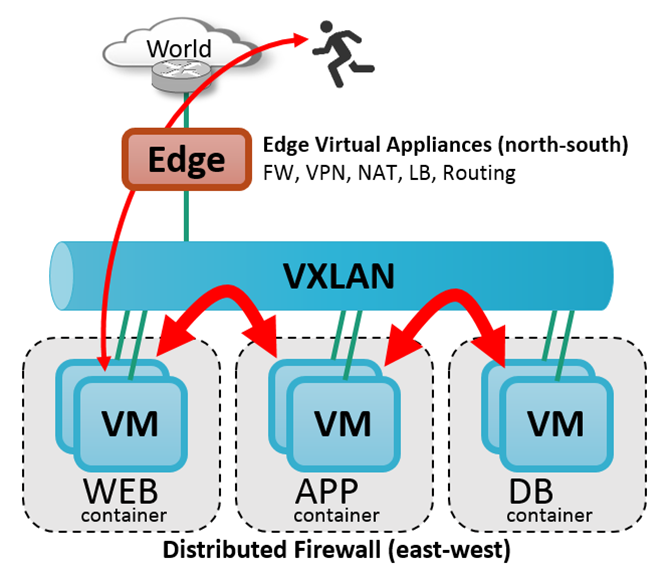 World
Edge
Edge Virtual Appliances (north-south)
FW, VPN, NAT, LB, Routing
VXLAN
VM
VM
VM
WEB
container
APP
container
DB
container
Distributed Firewall (east-west)